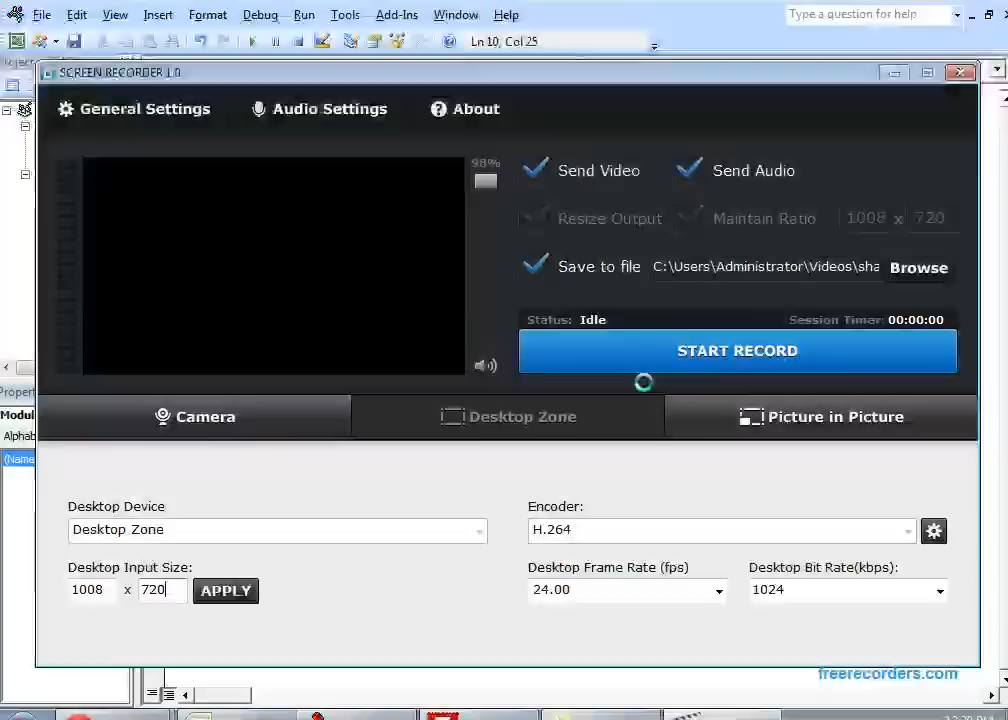 File Edit View Insert Format Debug Run Tools Add-Ins Window Help
Type a question for help
Ln 10, Col 25
SCREEN RECORDER 1.0
General Settings Audio Settings About
98%
Send Video Send Audio
Resize Output Maintain Ratio 1008 x 720
Save to file C:\Users\Administrator\Videos\sha Browse
Status: Idle Session Timer: 00:00:00
START RECORD
Camera Desktop Zone Picture in Picture
Propert
Modul
Alphab
(Name
Desktop Device
Desktop Zone
Encoder:
H.264
Desktop Input Size:
1008 x 720 APPLY
Desktop Frame Rate (fps)
24.00
Desktop Bit Rate(kbps):
1024
freerecorders.com